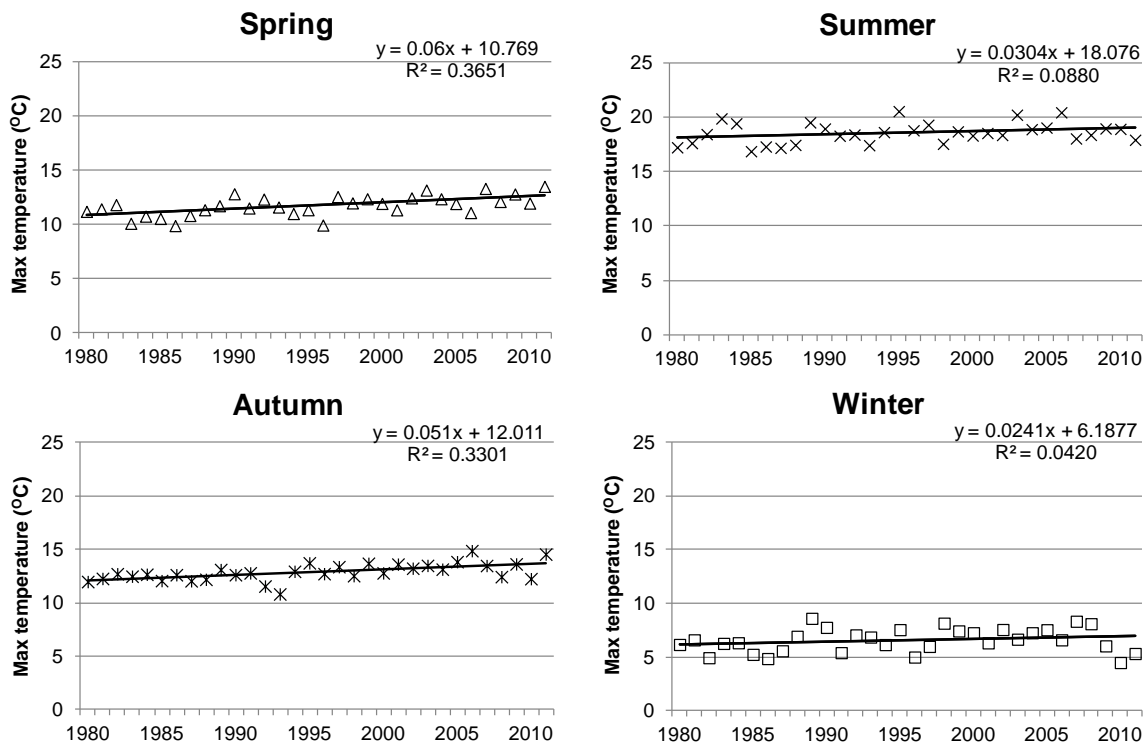 Spring
y = 0.06x + 10.769
R² = 0.3651
Max temperature (ᴼC)
25
20
15
10
5
0
1980 1985 1990 1995 2000 2005 2010
Summer
y = 0.0304x + 18.076
R² = 0.0880
Max temperature (ᴼC)
25
20
15
10
5
0
1980 1985 1990 1995 2000 2005 2010
Autumn
y = 0.051x + 12.011
R² = 0.3301
Max temperature (ᴼC)
25
20
15
10
5
0
1980 1985 1990 1995 2000 2005 2010
Winter
y = 0.0241x + 6.1877
R² = 0.0420
Max temperature (ᴼC)
25
20
15
10
5
0
1980 1985 1990 1995 2000 2005 2010